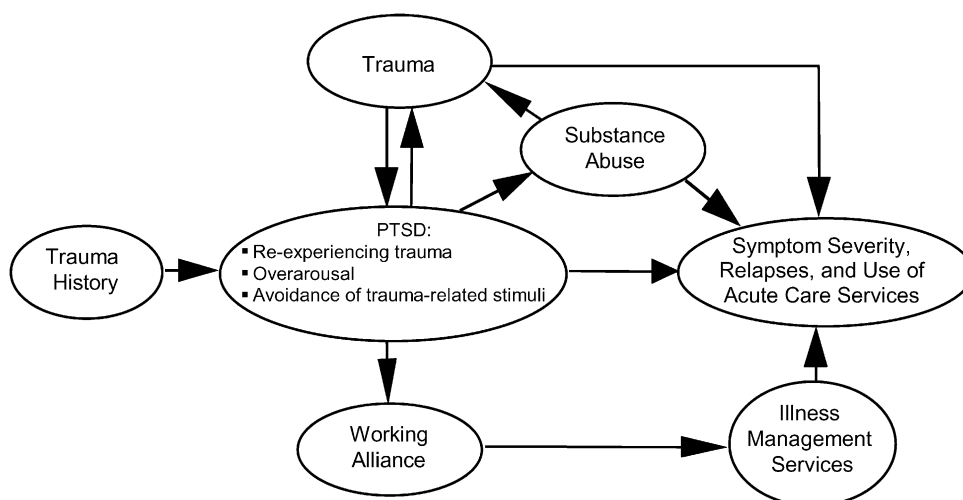 Trauma
Substance
Abuse
Trauma
History
PTSD:
▪ Re-experiencing trauma
▪ Overarousal
▪ Avoidance of trauma-related stimuli
Symptom Severity,
Relapses, and Use of
Acute Care Services
Working
Alliance
Illness
Management
Services